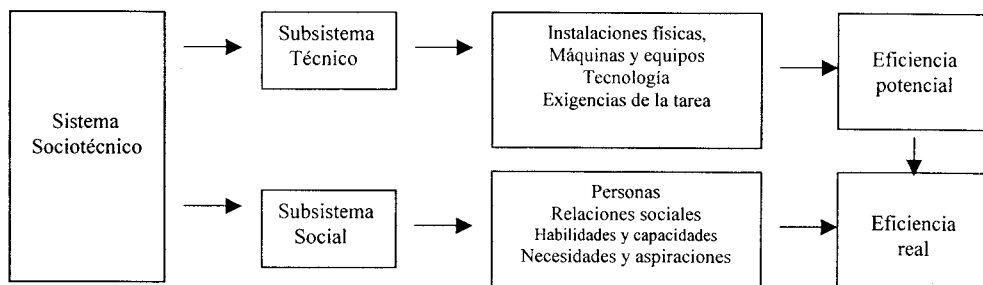 Sistema
Sociotécnico
Subsistema
Técnico
Instalaciones físicas,
Máquinas y equipos
Tecnología
Exigencias de la tarea
Eficiencia
potencial
Subsistema
Social
Personas
Relaciones sociales
Habilidades y capacidades
Necesidades y aspiraciones
Eficiencia
real